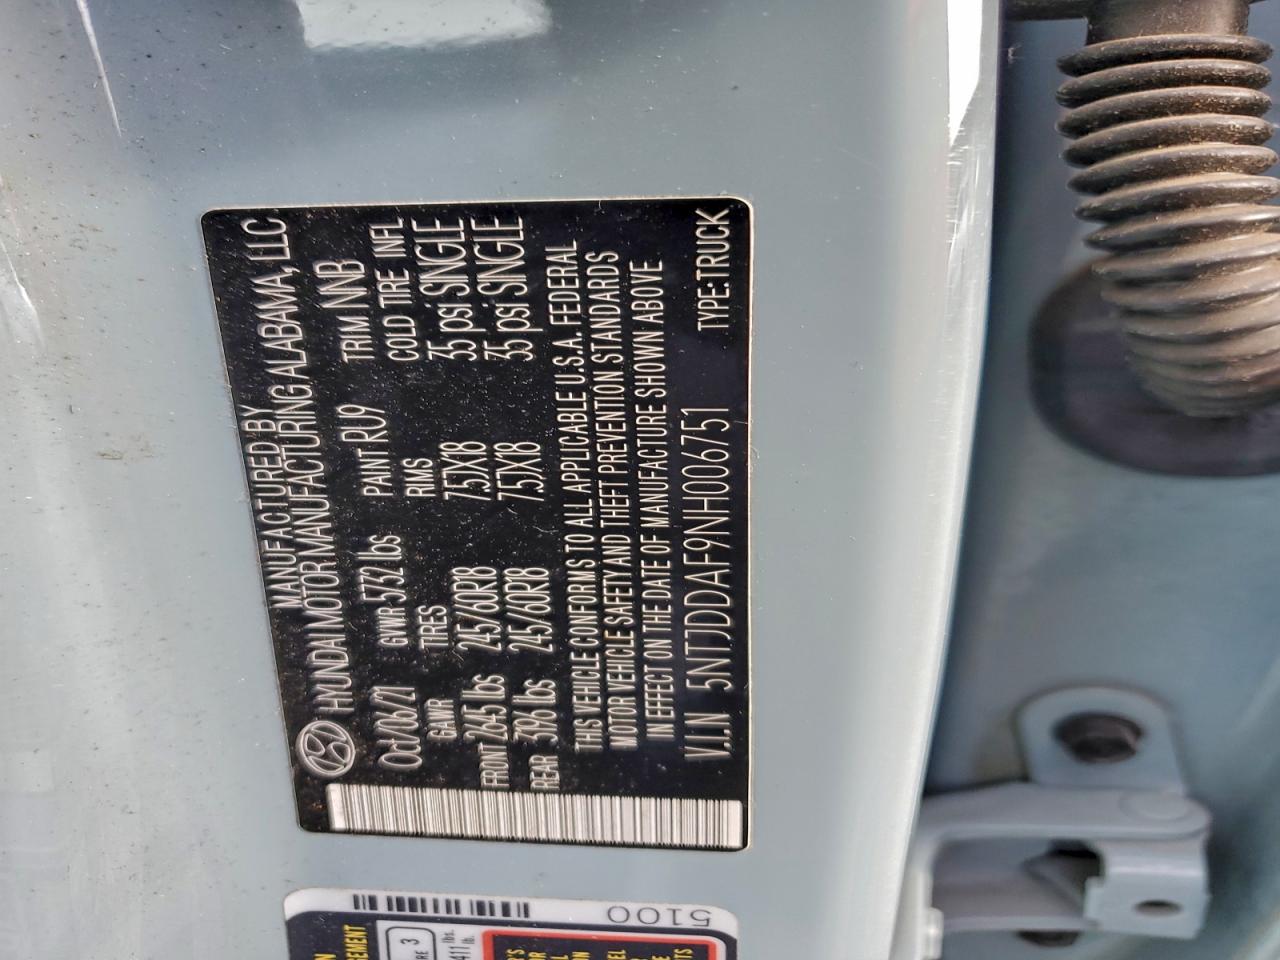 MANUFACTURED BY
HYUNDAI MOTOR MANUFACTURING ALABAMA, LLC
Oct/06/21 GVWR 5732 lbs PAINT RU9 TRIM NNB
GAWR TIRES RIMS COLD TIRE INFL
FRONT 2645 lbs 245/60R18 7.5JX18 35 psi SINGLE
REAR 3196 lbs 245/60R18 7.5JX18 35 psi SINGLE
THIS VEHICLE CONFORMS TO ALL APPLICABLE U.S.A. FEDERAL
MOTOR VEHICLE SAFETY AND THEFT PREVENTION STANDARDS
IN EFFECT ON THE DATE OF MANUFACTURE SHOWN ABOVE.
V.I.N 5NTJDDAF9NH006751 TYPE:TRUCK
5100
3